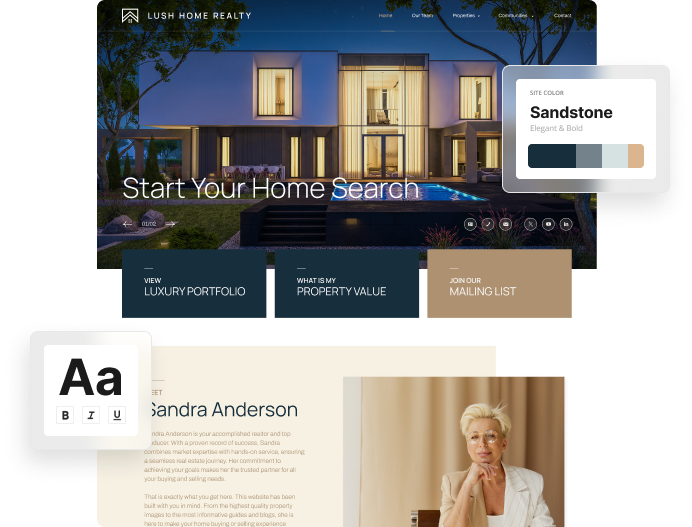 LUSH HOME REALTY
Home
Our Team
Properties
Communities
Contact
SITE COLOR
Sandstone
Elegant & Bold
Start Your Home Search
01/02
VIEW
LUXURY PORTFOLIO
WHAT IS MY
PROPERTY VALUE
JOIN OUR
MAILING LIST
Aa
B I U
EET
Sandra Anderson
ndra Anderson is your accomplished realtor and top
oducer. With a proven record of success, Sandra
combines market expertise with hands-on service, ensuring
a seamless real estate journey. Her commitment to
achieving your goals makes her the trusted partner for all
your buying and selling needs.
That is exactly what you get here. This website has been
built with you in mind. From the highest quality property
images to the most informative guides and blogs, she is
here to make your home buying or selling experience